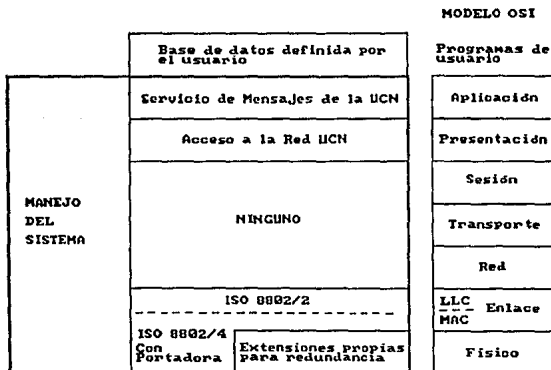 MODELO OSI
Base de datos definida por
el usuario
Programas de
usuario
Servicio de Mensajes de la UCN
Aplicación
Acceso a la Red UCN
Presentación
Sesión
MANEJO
DEL
SISTEMA
NINGUNO
Transporte
Red
ISO 8802/2
LLC
MAC
Enlace
ISO 8802/4
Con
Portadora
Extensiones propias
para redundancia
Físico